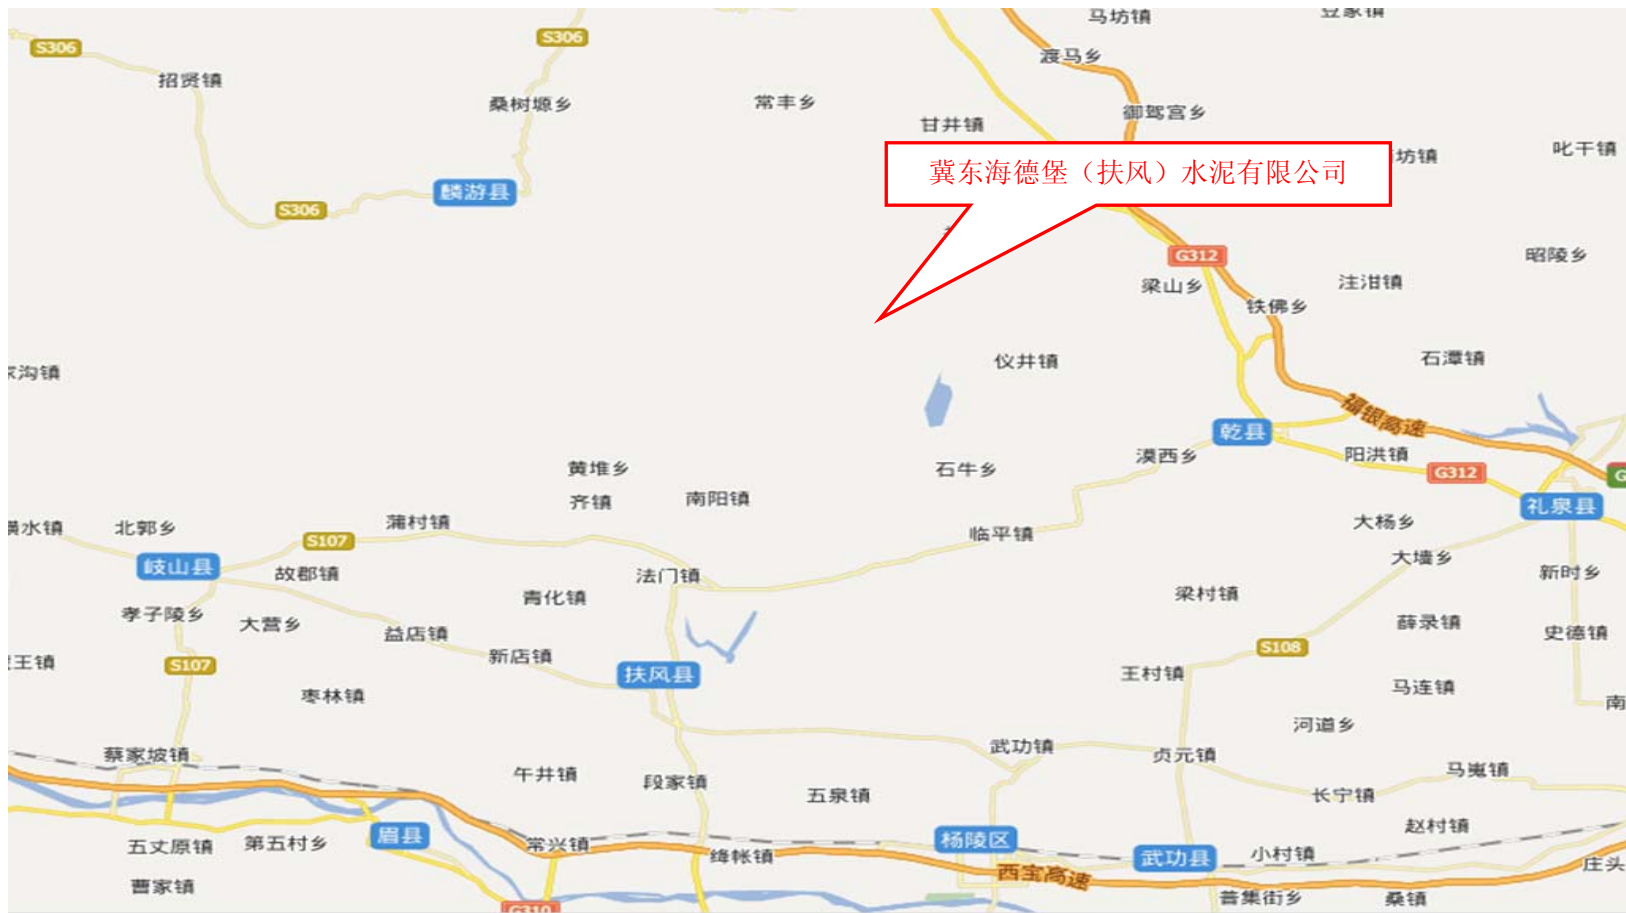 马坊镇
豆家镇
S306
S306
渡马乡
招贤镇
桑树塬乡
常丰乡
御驾宫乡
甘井镇
叱干镇
坊镇
冀东海德堡（扶风）水泥有限公司
麟游县
S306
G312
昭陵乡
梁山乡
注泔镇
铁佛乡
仪井镇
石潭镇
家沟镇
福银高速
乾县
阳洪镇
漠西乡
黄堆乡
石牛乡
G312
齐镇
南阳镇
礼泉县
横水镇
北郭乡
蒲村镇
大杨乡
S107
临平镇
岐山县
故郡镇
法门镇
大墙乡
新时乡
青化镇
梁村镇
孝子陵乡
大营乡
益店镇
薛录镇
史德镇
新店镇
S108
王镇
S107
扶风县
王村镇
枣林镇
马连镇
南
河道乡
蔡家坡镇
武功镇
贞元镇
午井镇
段家镇
马嵬镇
五泉镇
长宁镇
赵村镇
眉县
杨陵区
五丈原镇
第五村乡
常兴镇
绛帐镇
武功县
小村镇
庄头
西宝高速
曹家镇
普集街乡
桑镇
G310